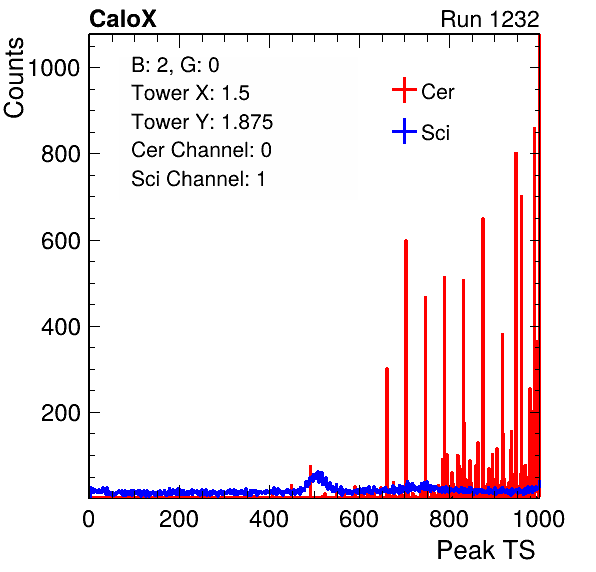 CaloX
Run 1232
Counts
B: 2, G: 0
Tower X: 1.5
Tower Y: 1.875
Cer Channel: 0
Sci Channel: 1
Cer
Sci
1000
800
600
400
200
0
200
400
600
800
1000
Peak TS